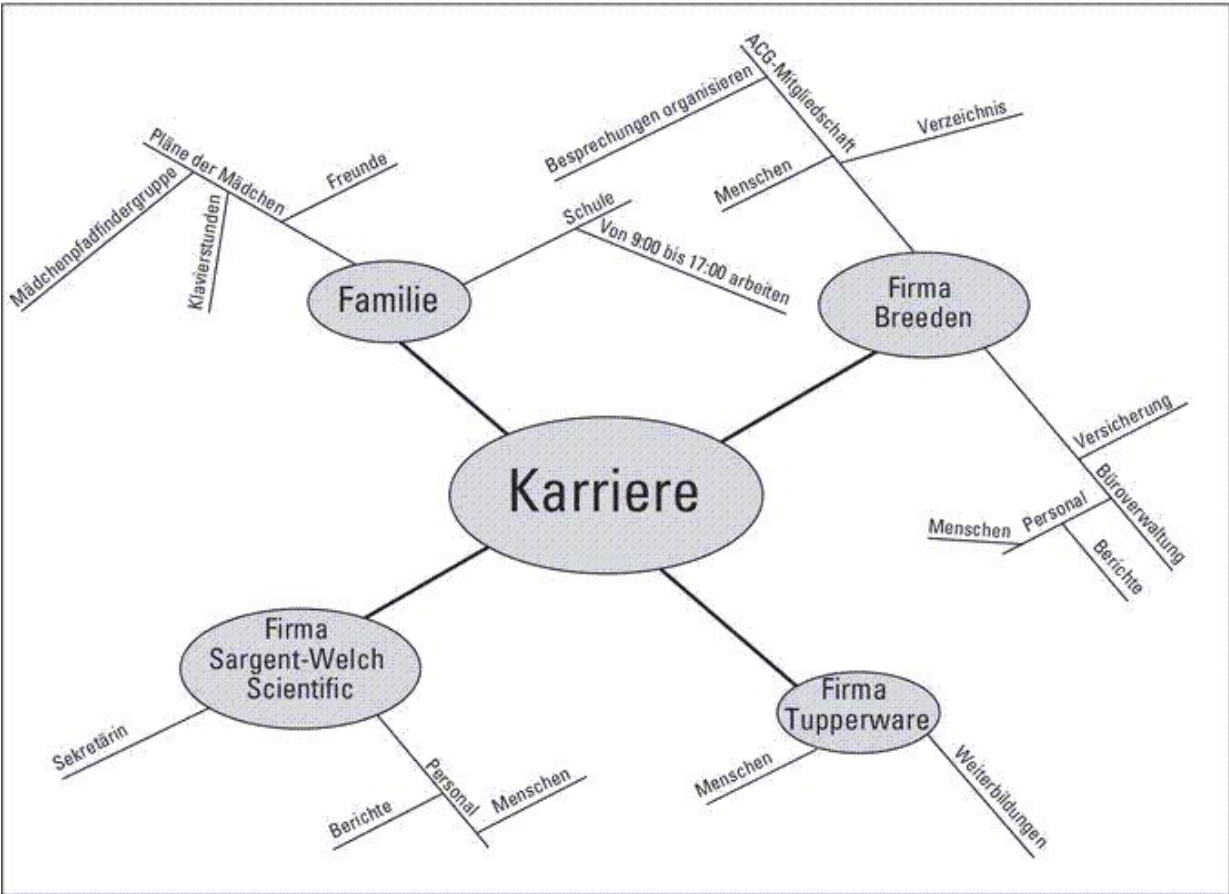 ACG-Mitgliedschaft
Besprechungen organisieren
Verzeichnis
Menschen
Pläne der Mädchen
Freunde
Mädchenpfadfindergruppe
Klavierstunden
Schule
Von 9:00 bis 17:00 arbeiten
Familie
Firma
Breeden
Versicherung
Büroverwaltung
Personal
Menschen
Berichte
Karriere
Firma
Sargent-Welch
Scientific
Sekretärin
Personal
Menschen
Berichte
Firma
Tupperware
Menschen
Weiterbildungen